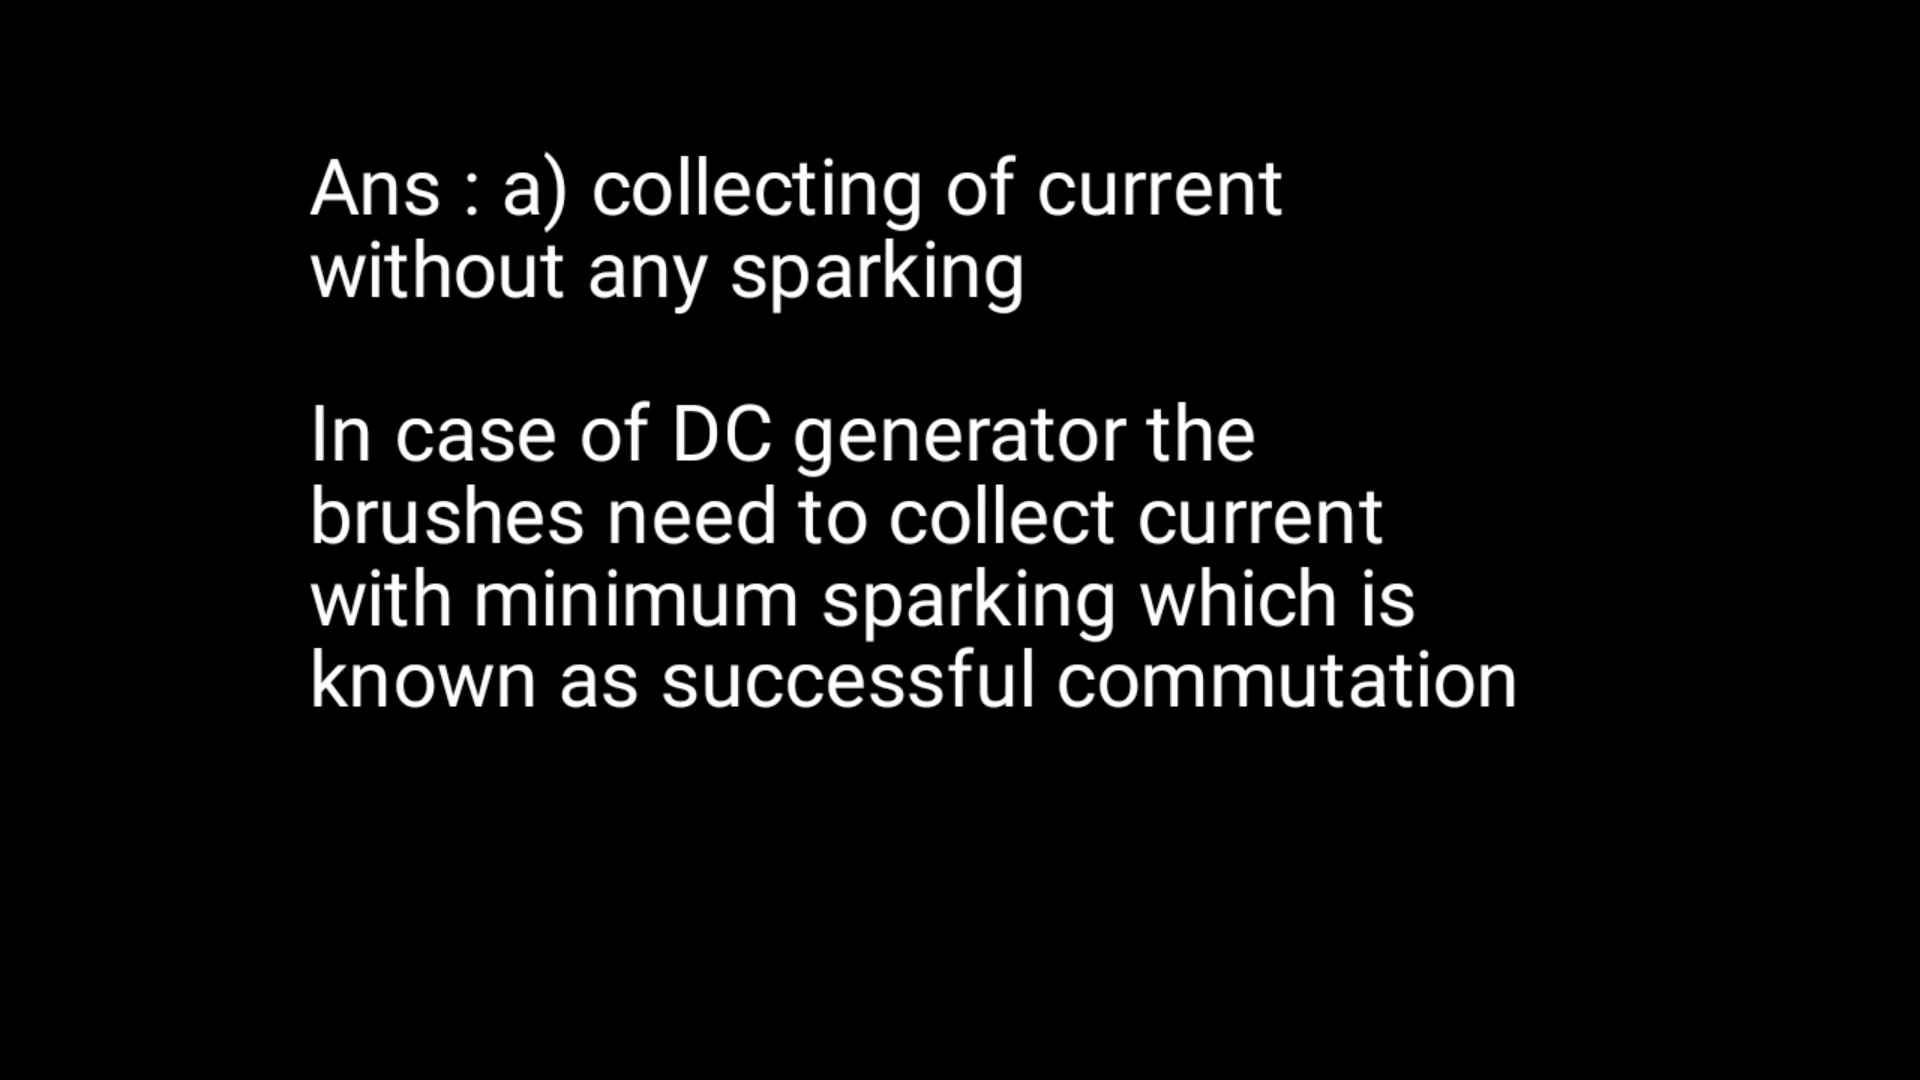 Ans : a) collecting of current
without any sparking
In case of DC generator the
brushes need to collect current
with minimum sparking which is
known as successful commutation